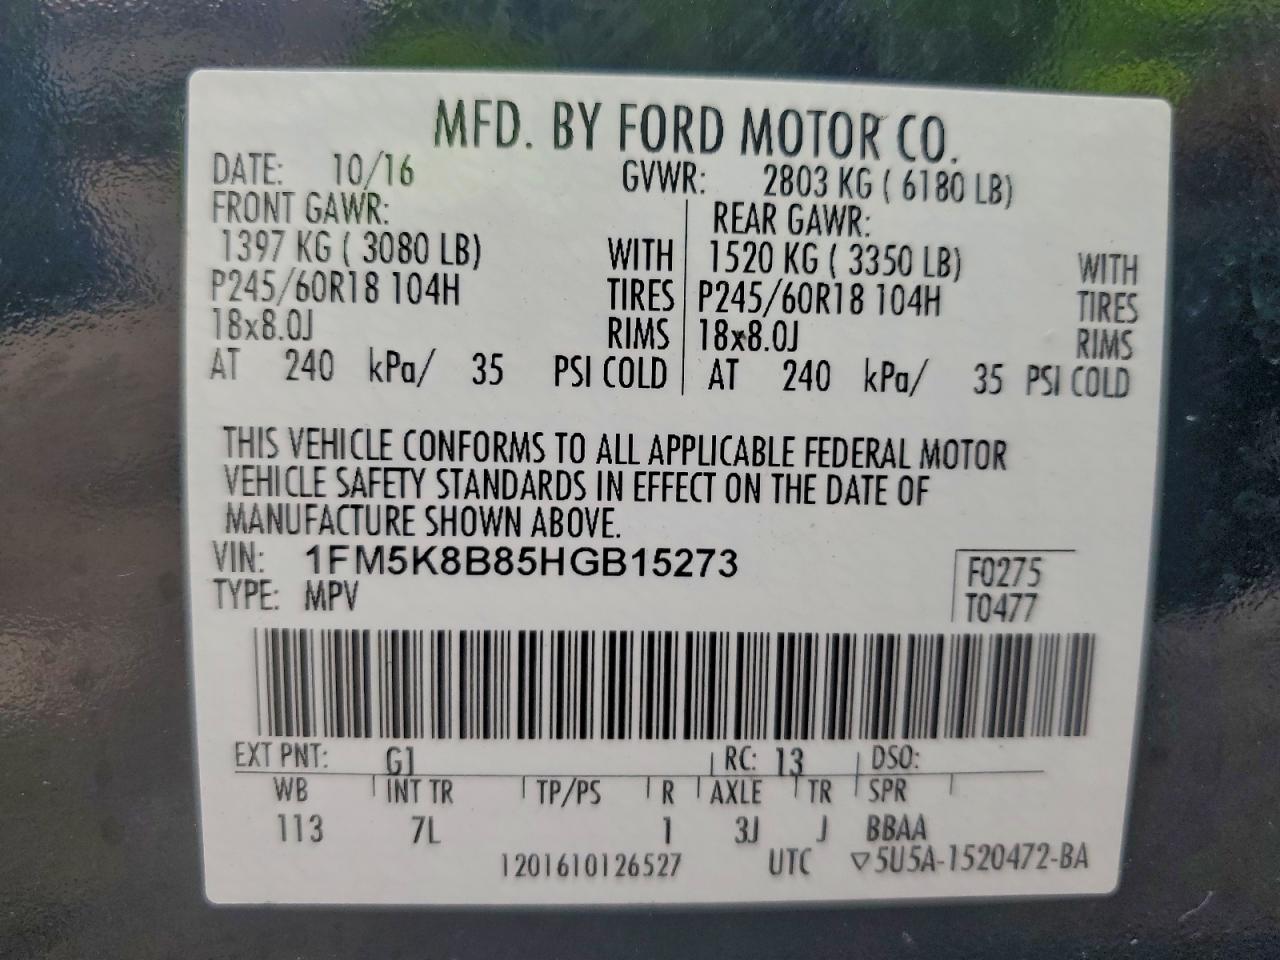 MFD. BY FORD MOTOR CO.
DATE: 10/16 GVWR: 2803 KG ( 6180 LB)
FRONT GAWR: REAR GAWR:
1397 KG ( 3080 LB) WITH 1520 KG ( 3350 LB) WITH
P245/60R18 104H TIRES P245/60R18 104H TIRES
18x8.0J RIMS 18x8.0J RIMS
AT 240 kPa/ 35 PSI COLD AT 240 kPa/ 35 PSI COLD
THIS VEHICLE CONFORMS TO ALL APPLICABLE FEDERAL MOTOR
VEHICLE SAFETY STANDARDS IN EFFECT ON THE DATE OF
MANUFACTURE SHOWN ABOVE.
VIN: 1FM5K8B85HGB15273 F0275
TYPE: MPV T0477
EXT PNT: G1 RC: 13 DSO:
WB INT TR TP/PS R AXLE TR SPR
113 7L 1 3J J BBAA
1201610126527 UTC ▽5U5A-1520472-BA